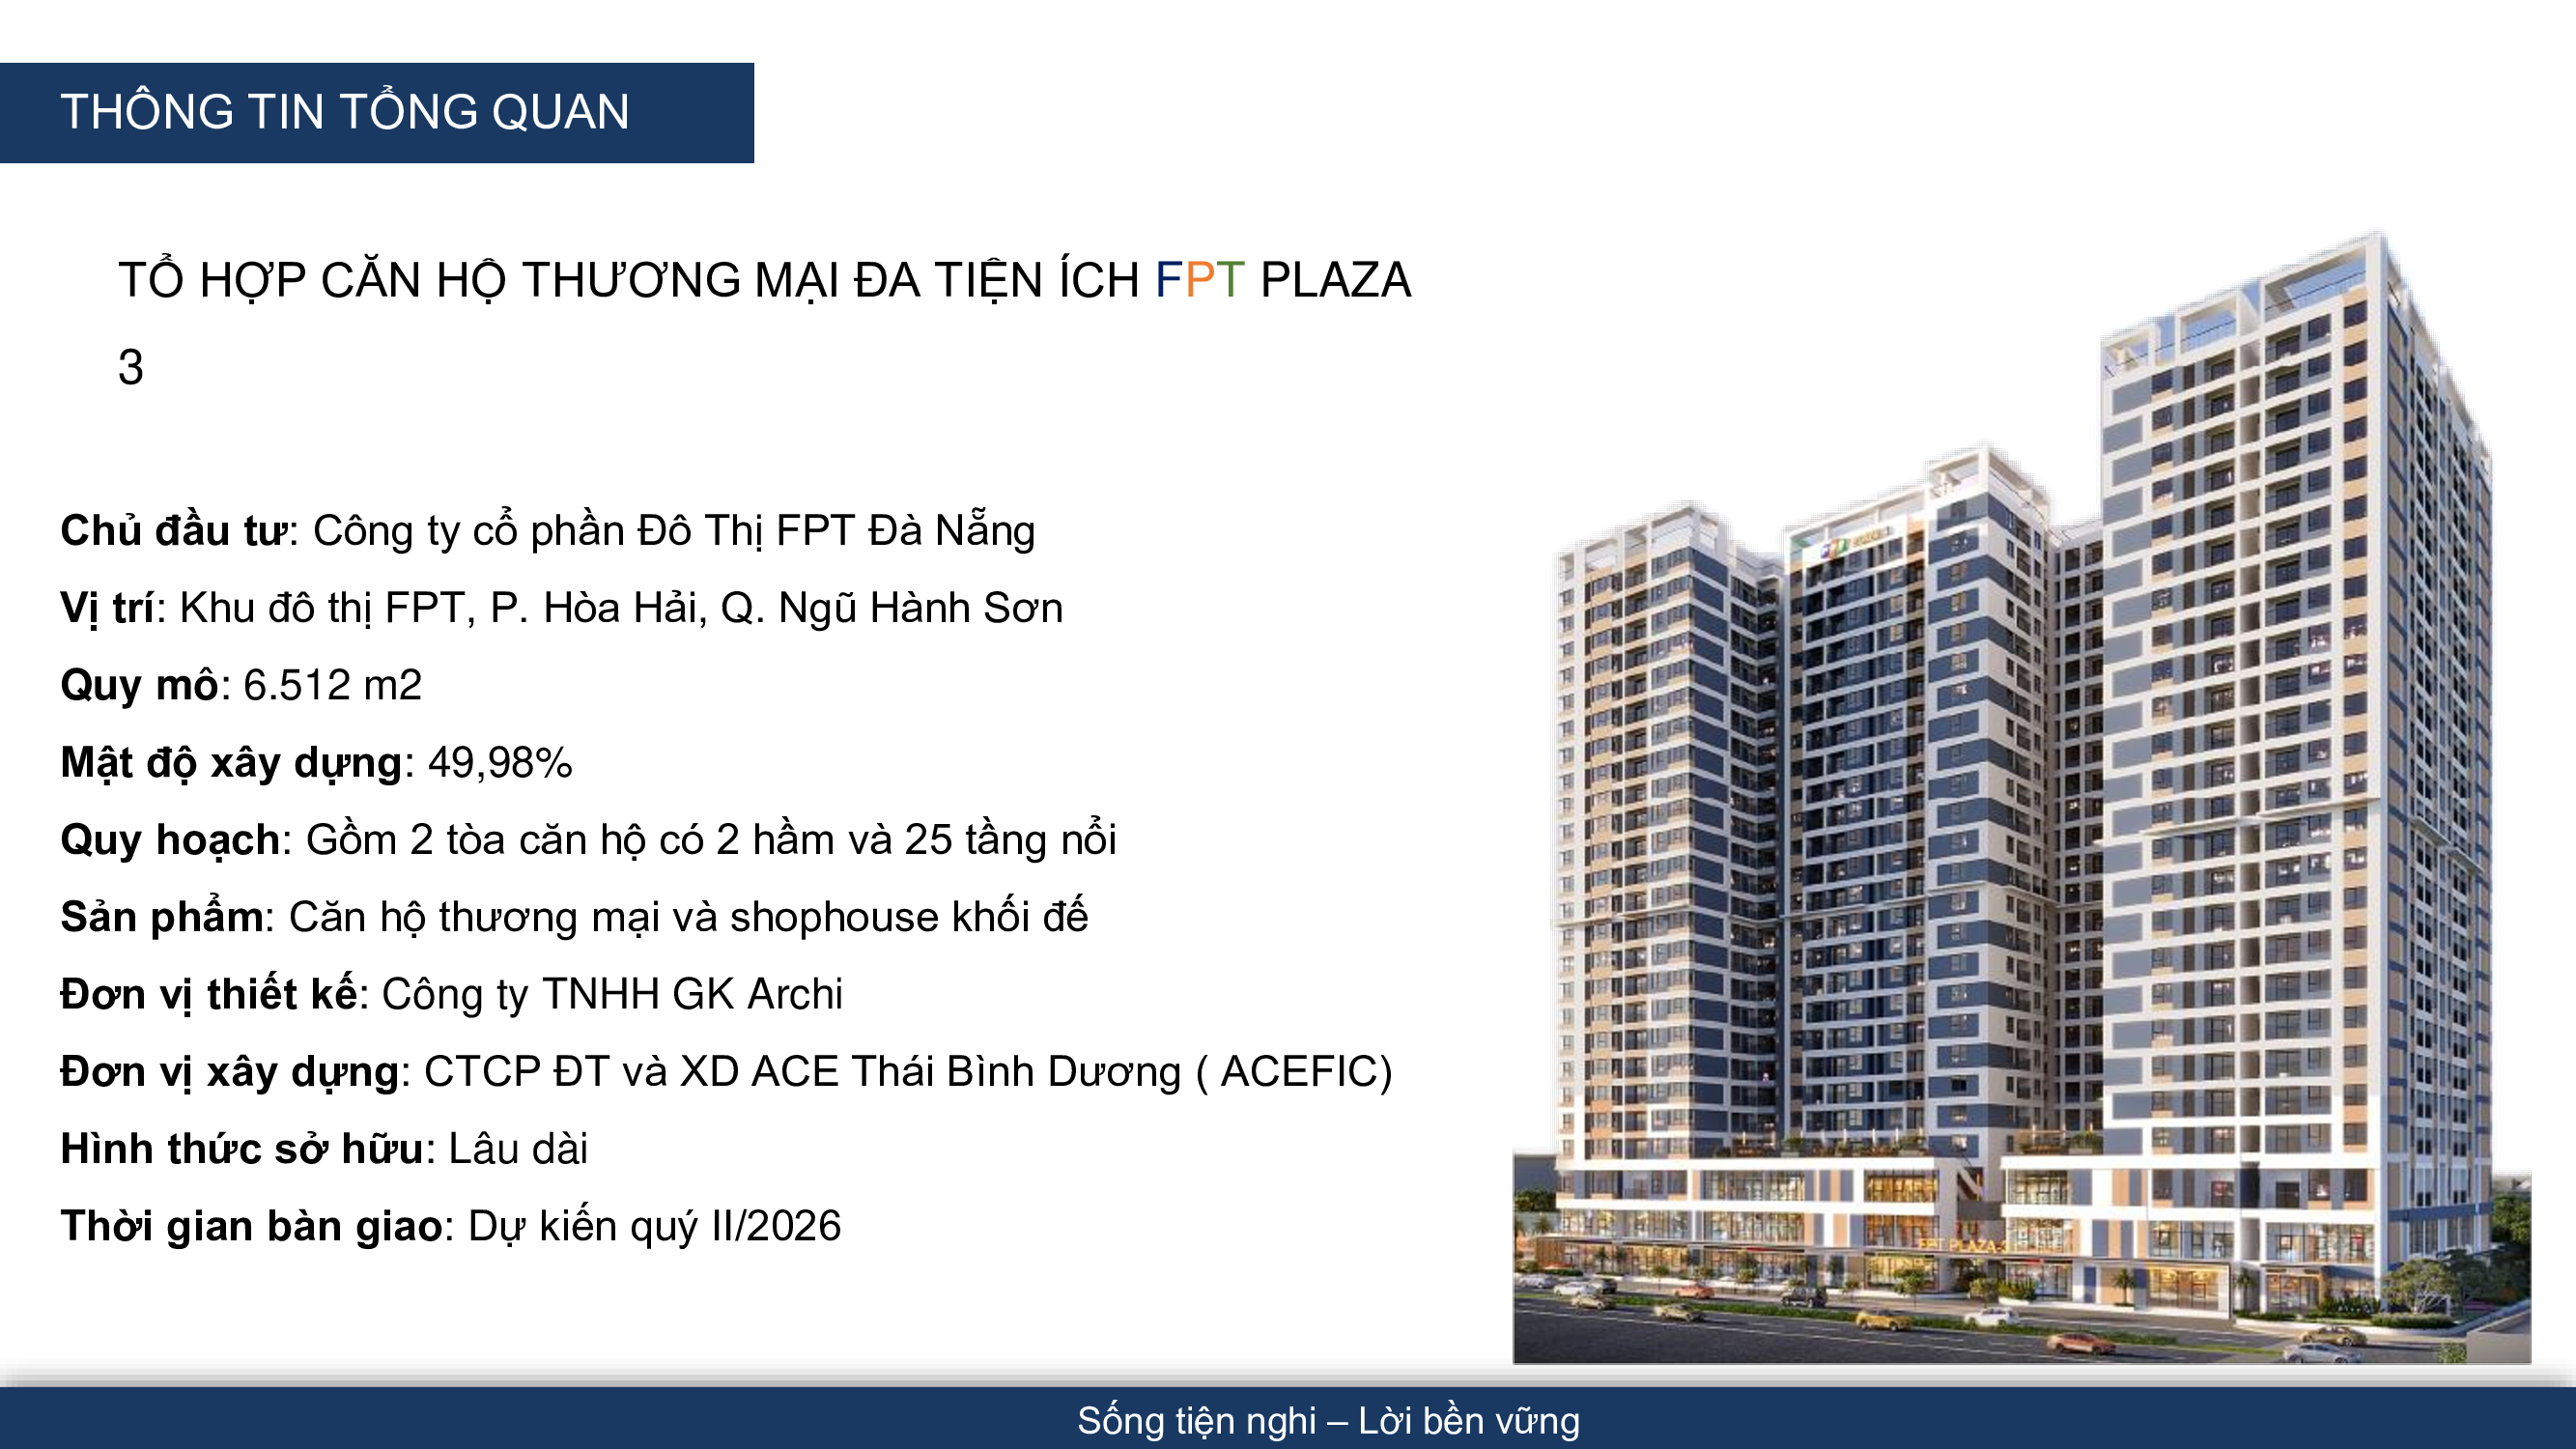 THÔNG TIN TỔNG QUAN
TỔ HỢP CĂN HỘ THƯƠNG MẠI ĐA TIỆN ÍCH FPT PLAZA
3
Chủ đầu tư: Công ty cổ phần Đô Thị FPT Đà Nẵng
Vị trí: Khu đô thị FPT, P. Hòa Hải, Q. Ngũ Hành Sơn
Quy mô: 6.512 m2
Mật độ xây dựng: 49,98%
Quy hoạch: Gồm 2 tòa căn hộ có 2 hầm và 25 tầng nổi
Sản phẩm: Căn hộ thương mại và shophouse khối đế
Đơn vị thiết kế: Công ty TNHH GK Archi
Đơn vị xây dựng: CTCP ĐT và XD ACE Thái Bình Dương ( ACEFIC)
Hình thức sở hữu: Lâu dài
Thời gian bàn giao: Dự kiến quý II/2026
FPT PLAZA 3
Sống tiện nghi – Lời bền vững